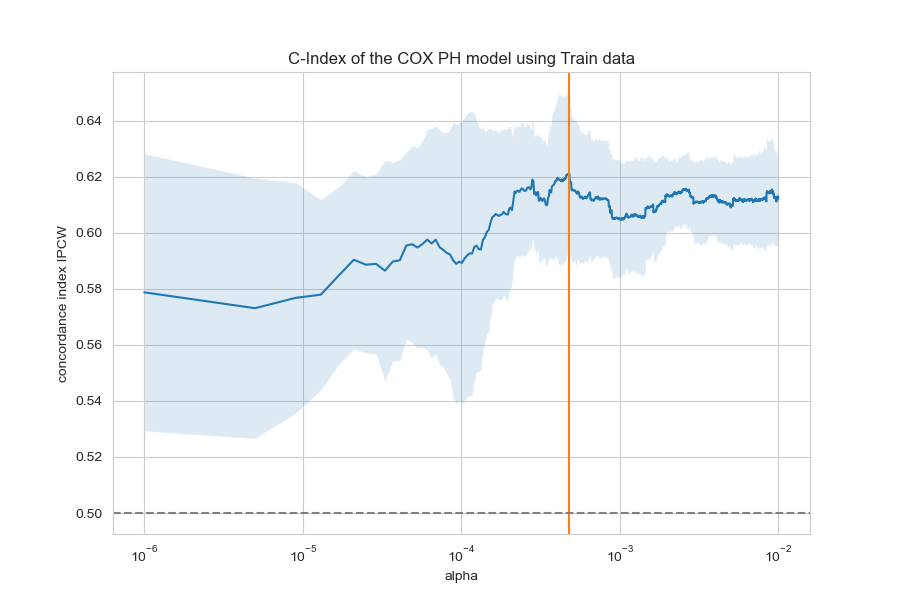 C-Index of the COX PH model using Train data
concordance index IPCW
0.64
0.62
0.60
0.58
0.56
0.54
0.52
0.50
10⁻⁶ 10⁻⁵ 10⁻⁴ 10⁻³ 10⁻²
alpha